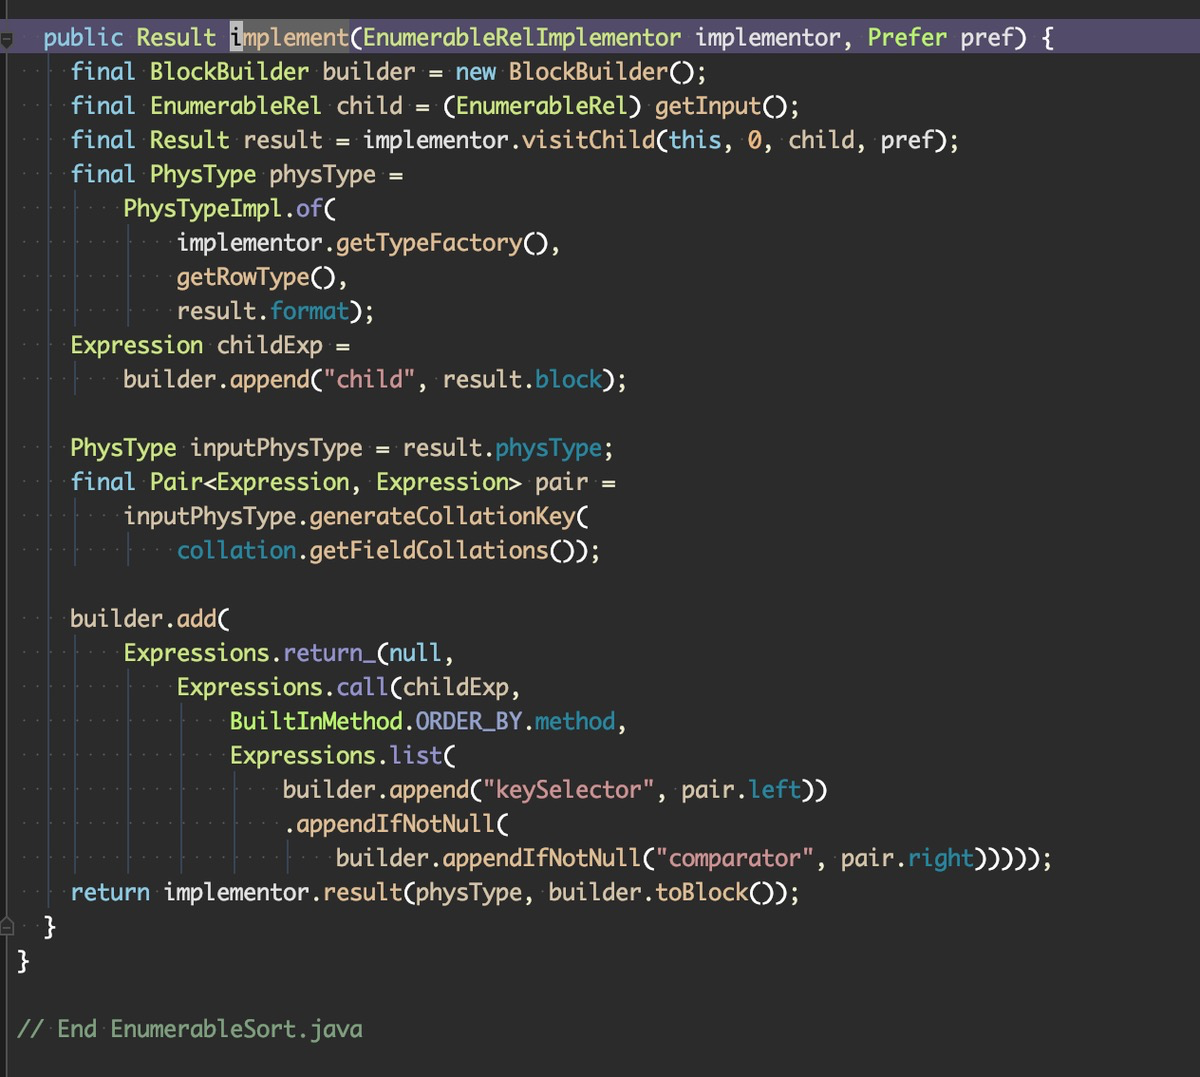 public Result implement(EnumerableRelImplementor implementor, Prefer pref) {
final BlockBuilder builder = new BlockBuilder();
final EnumerableRel child = (EnumerableRel) getInput();
final Result result = implementor.visitChild(this, 0, child, pref);
final PhysType physType =
PhysTypeImpl.of(
implementor.getTypeFactory(),
getRowType(),
result.format);
Expression childExp =
builder.append("child", result.block);
PhysType inputPhysType = result.physType;
final Pair<Expression, Expression> pair =
inputPhysType.generateCollationKey(
collation.getFieldCollations());
builder.add(
Expressions.return_(null,
Expressions.call(childExp,
BuiltInMethod.ORDER_BY.method,
Expressions.list(
builder.append("keySelector", pair.left))
.appendIfNotNull(
builder.appendIfNotNull("comparator", pair.right)))));
return implementor.result(physType, builder.toBlock());
}
}
// End EnumerableSort.java